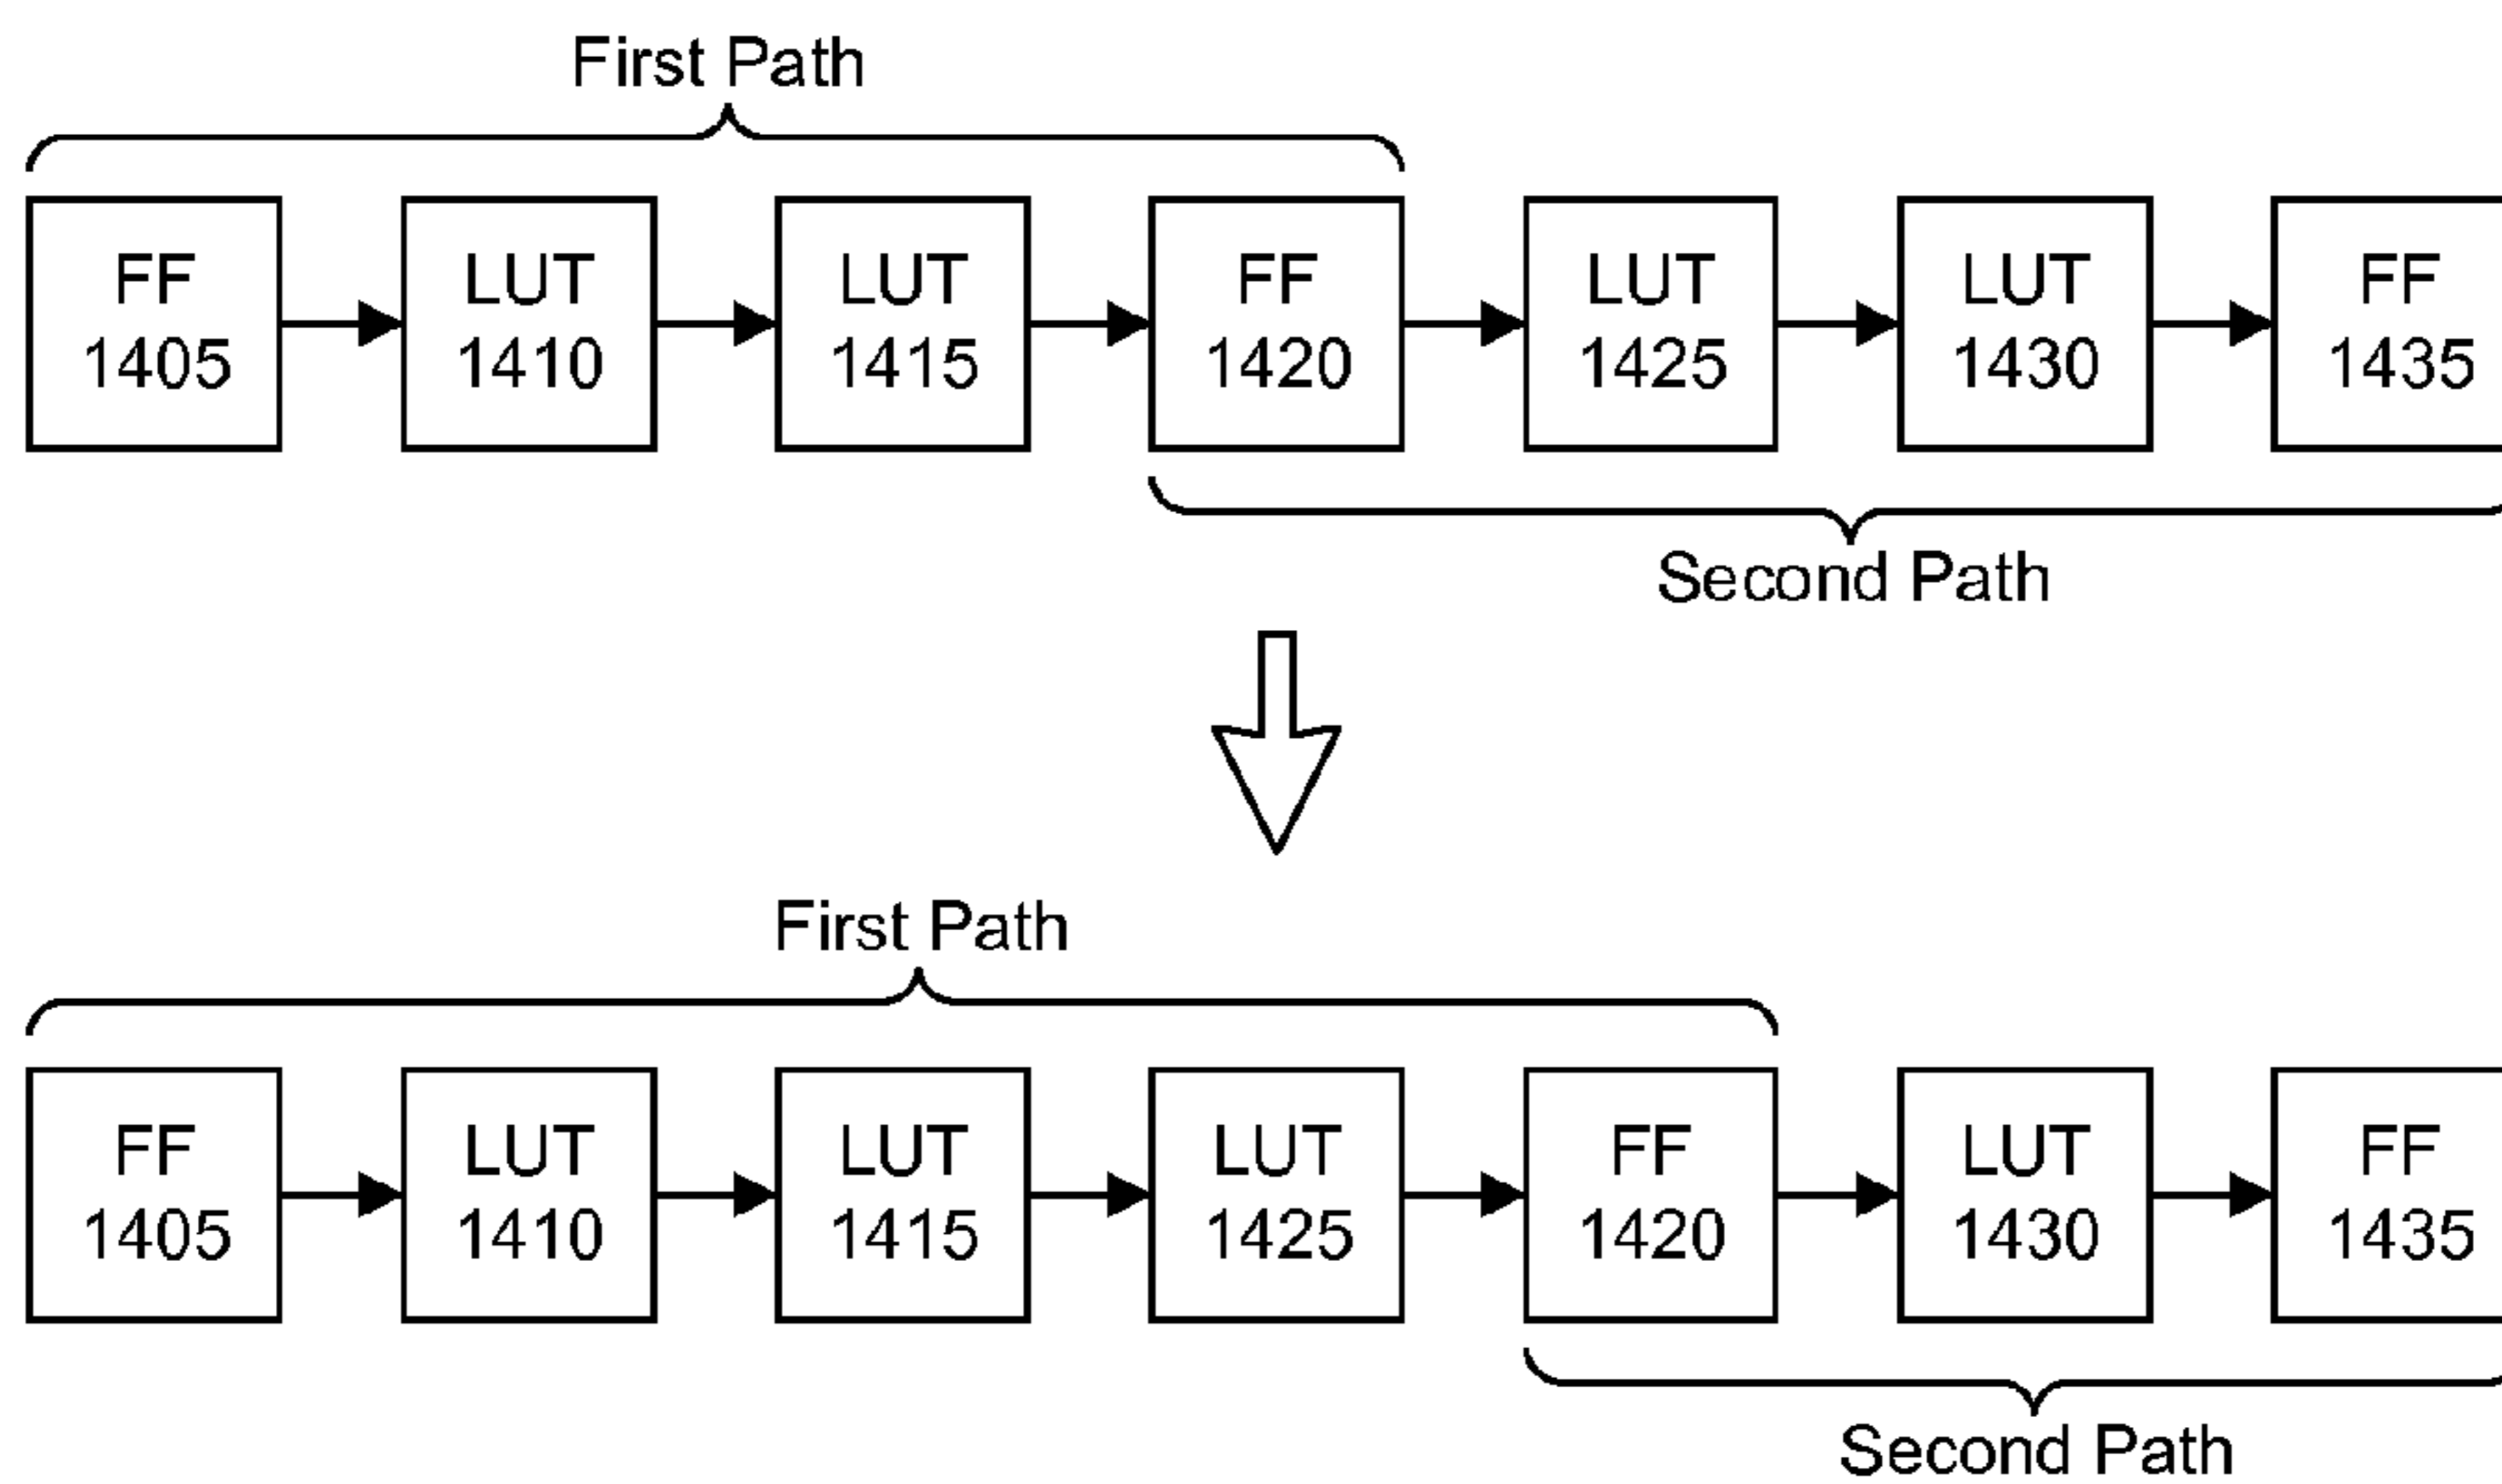 First Path
FF LUT LUT FF LUT LUT FF
1405 1410 1415 1420 1425 1430 1435
Second Path
First Path
FF LUT LUT LUT FF LUT FF
1405 1410 1415 1425 1420 1430 1435
Second Path